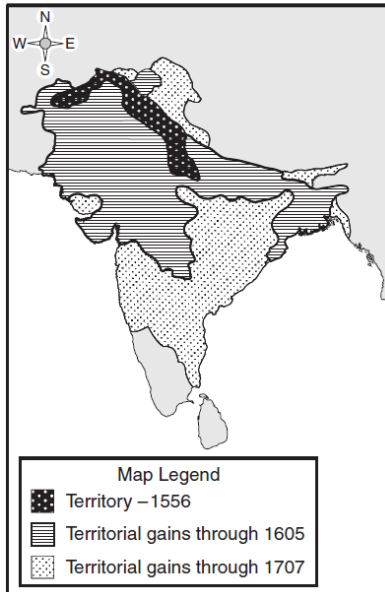 N
W E
S
Map Legend
Territory –1556
Territorial gains through 1605
Territorial gains through 1707